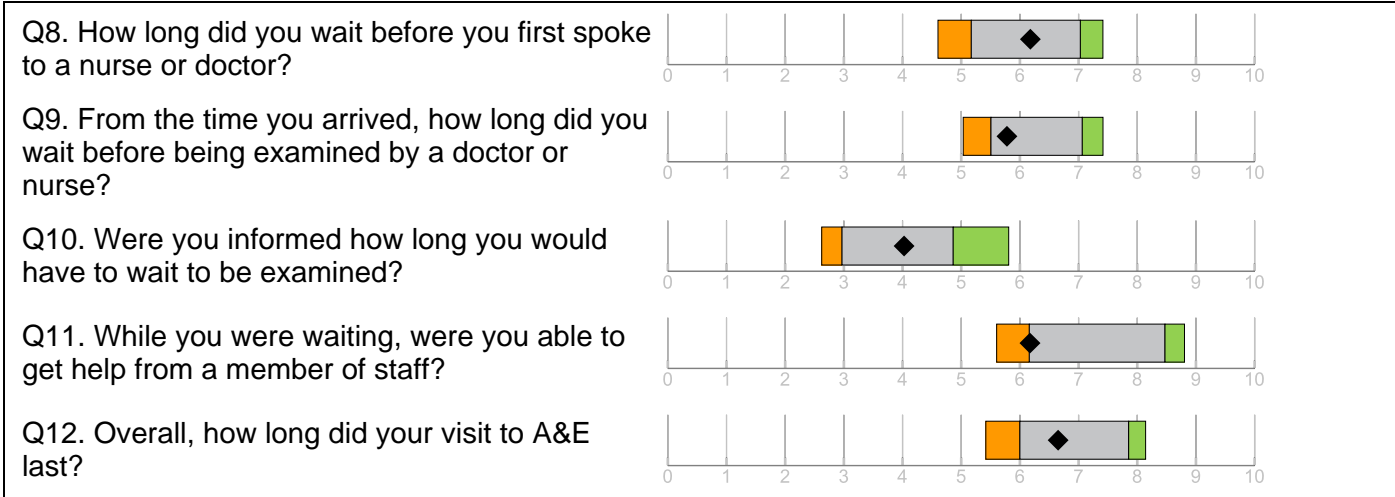 Q8. How long did you wait before you first spoke
to a nurse or doctor?
0 1 2 3 4 5 6 7 8 9 10
Q9. From the time you arrived, how long did you
wait before being examined by a doctor or
nurse?
0 1 2 3 4 5 6 7 8 9 10
Q10. Were you informed how long you would
have to wait to be examined?
0 1 2 3 4 5 6 7 8 9 10
Q11. While you were waiting, were you able to
get help from a member of staff?
0 1 2 3 4 5 6 7 8 9 10
Q12. Overall, how long did your visit to A&E
last?
0 1 2 3 4 5 6 7 8 9 10